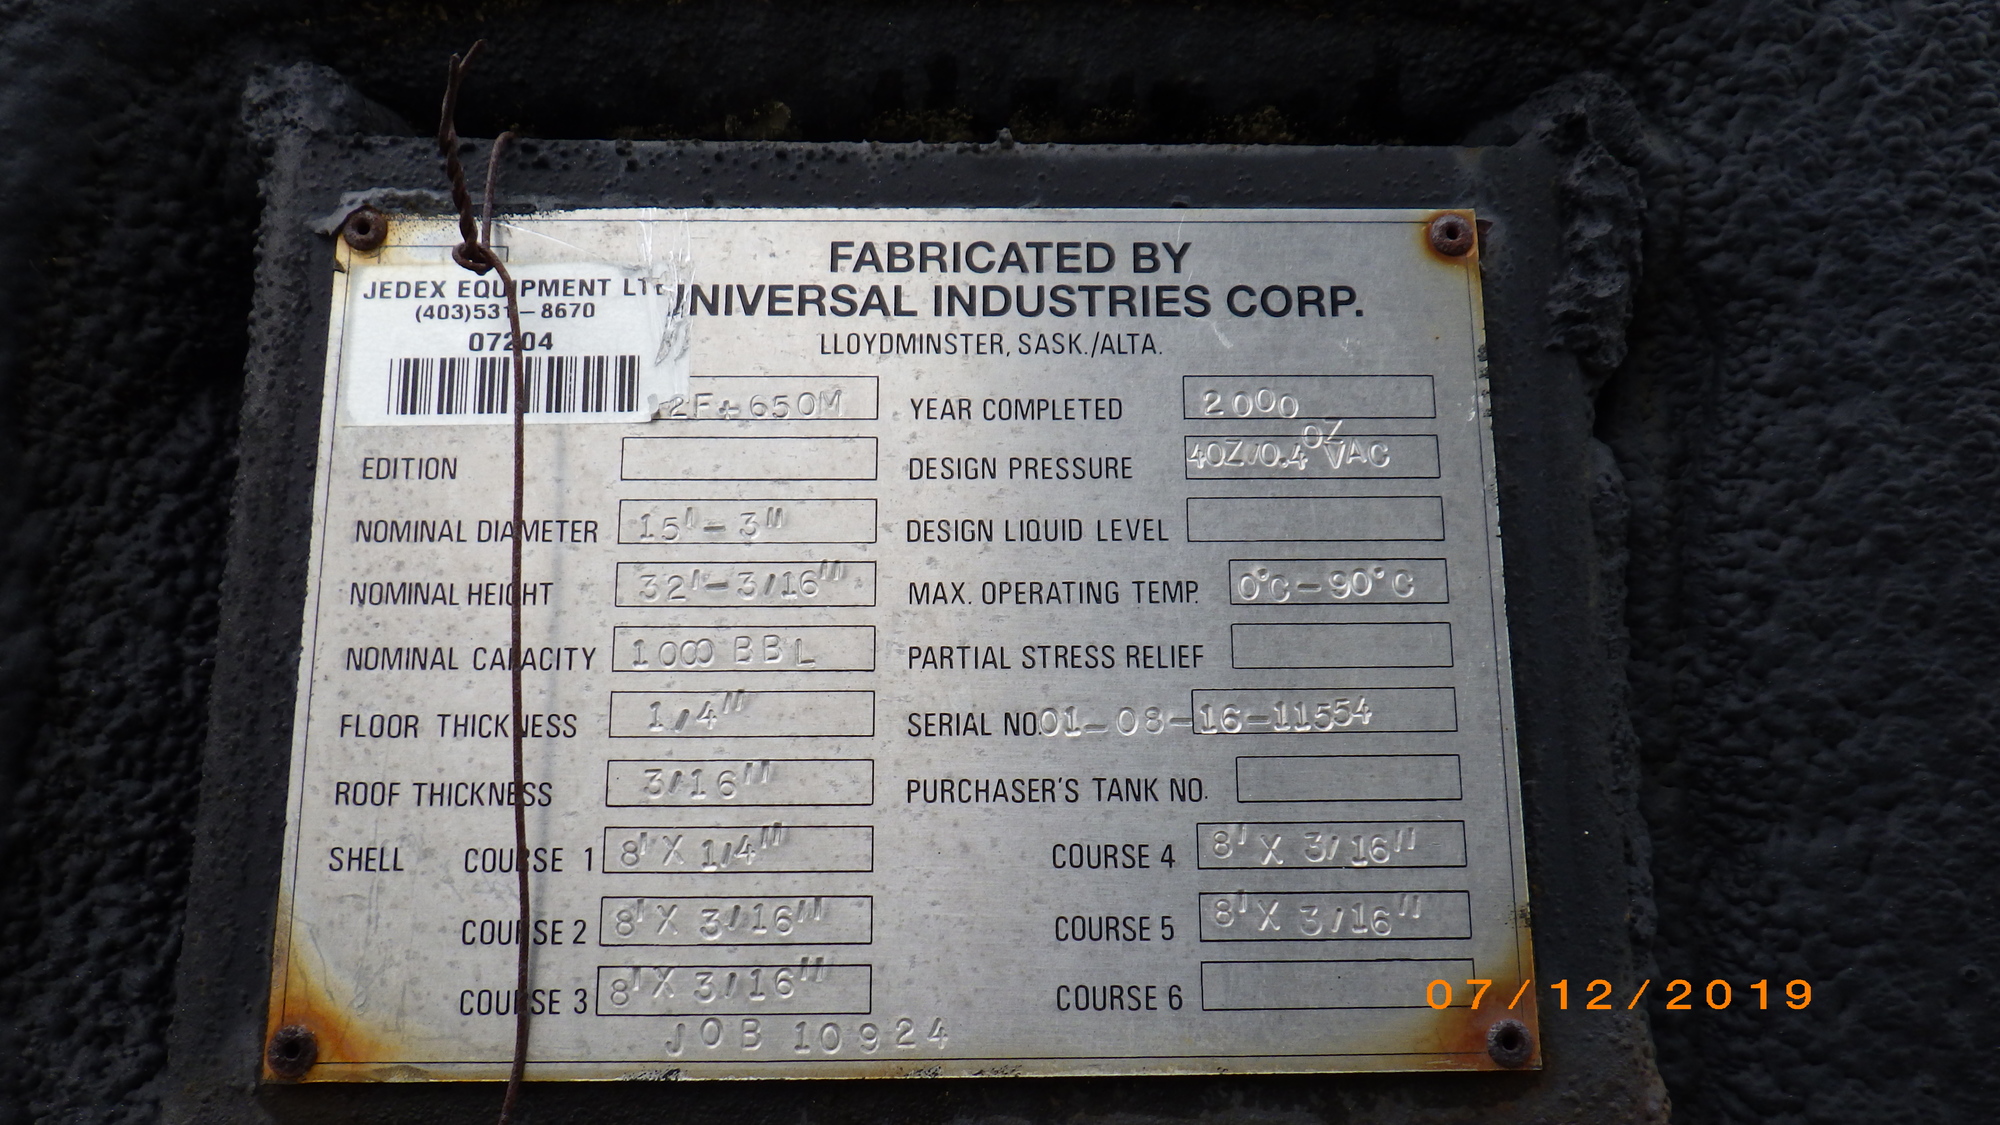 FABRICATED BY
NIVERSAL INDUSTRIES CORP.
LLOYDMINSTER, SASK./ALTA.
JEDEX EQUIPMENT LT
(403)531-8670
07204
650M
YEAR COMPLETED 2000
EDITION
DESIGN PRESSURE 4OZ/0.4 OZ VAC
NOMINAL DIAMETER 15'-3"
DESIGN LIQUID LEVEL
NOMINAL HEIGHT 32'-3/16"
MAX. OPERATING TEMP. 0°C-90°C
NOMINAL CAPACITY 1000 BBL
PARTIAL STRESS RELIEF
FLOOR THICKNESS 1/4"
SERIAL NO. 01-08-16-11554
ROOF THICKNESS 3/16"
PURCHASER'S TANK NO.
SHELL COURSE 1 8' X 1/4"
COURSE 4 8' X 3/16"
COURSE 2 8' X 3/16"
COURSE 5 8' X 3/16"
COURSE 3 8' X 3/16"
COURSE 6
JOB 10924
07/12/2019